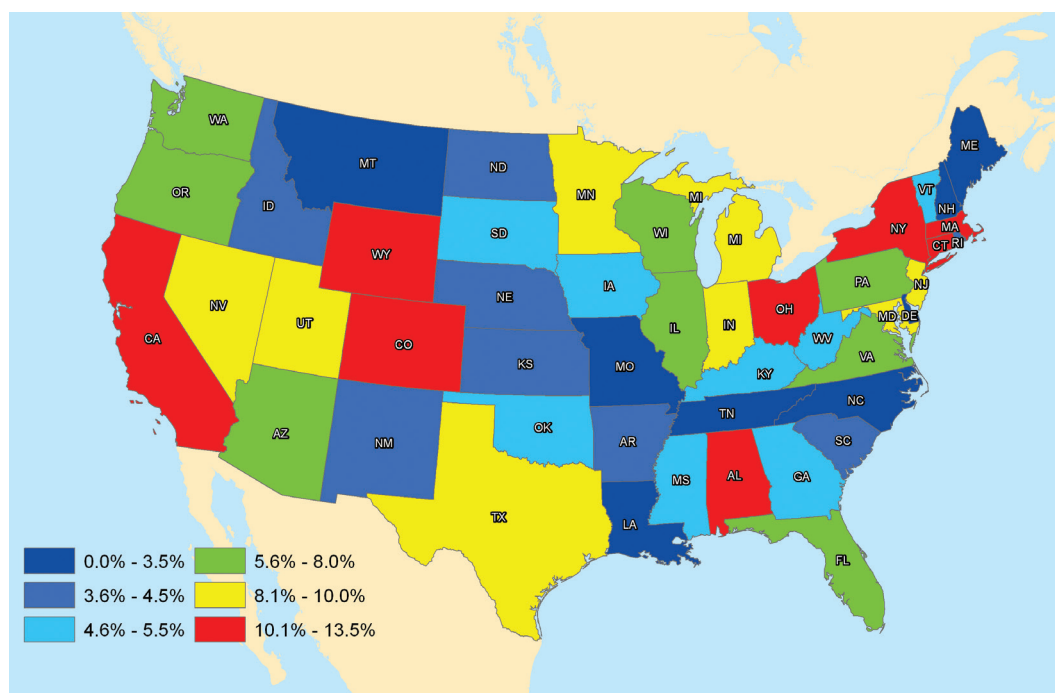 WA
MT
ND
ME
MN
VT
OR
MI
NH
ID
SD
WI
NY
MA
MI
CT
RI
WY
IA
PA
NJ
NE
NV
UT
IL
IN
OH
MD
DE
CA
CO
WV
VA
KS
MO
KY
NC
TN
AZ
NM
OK
AR
SC
MS
AL
GA
TX
LA
FL
0.0% - 3.5%
3.6% - 4.5%
4.6% - 5.5%
5.6% - 8.0%
8.1% - 10.0%
10.1% - 13.5%